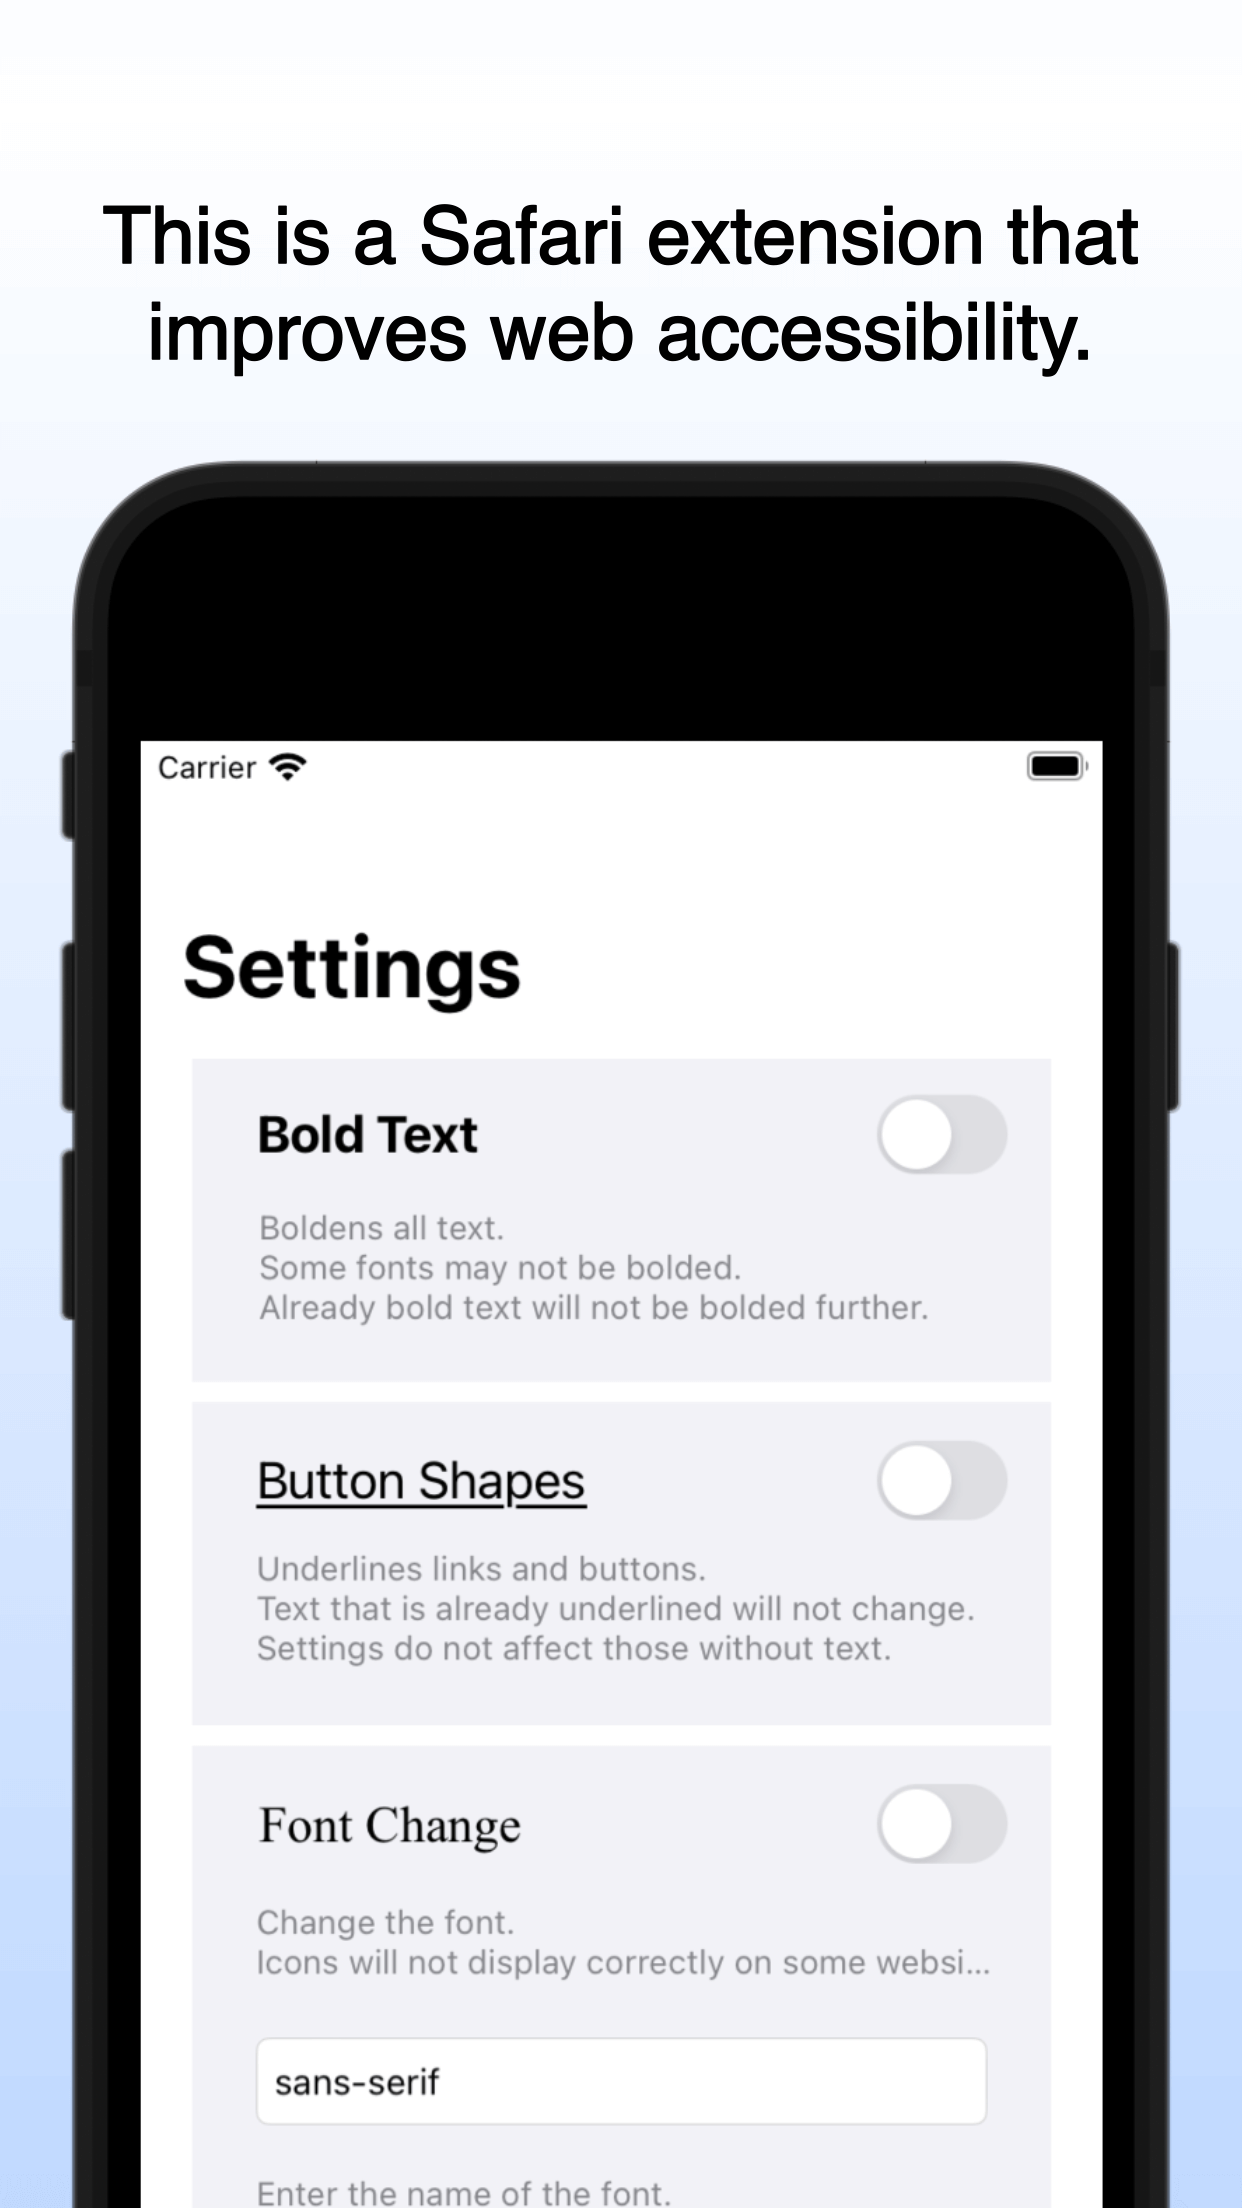 This is a Safari extension that
improves web accessibility.
Carrier
Settings
Bold Text
Boldens all text.
Some fonts may not be bolded.
Already bold text will not be bolded further.
Button Shapes
Underlines links and buttons.
Text that is already underlined will not change.
Settings do not affect those without text.
Font Change
Change the font.
Icons will not display correctly on some websi...
sans-serif
Enter the name of the font.